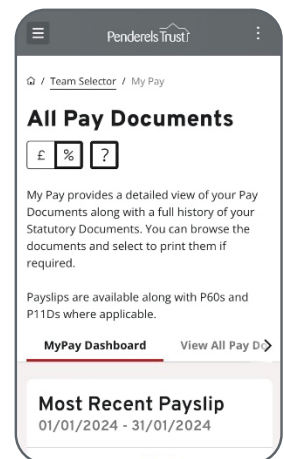 Penderels Trust
/ Team Selector / My Pay
All Pay Documents
£ % ?
My Pay provides a detailed view of your Pay
Documents along with a full history of your
Statutory Documents. You can browse the
documents and select to print them if
required.
Payslips are available along with P60s and
P11Ds where applicable.
MyPay Dashboard View All Pay
Most Recent Payslip
01/01/2024 - 31/01/2024